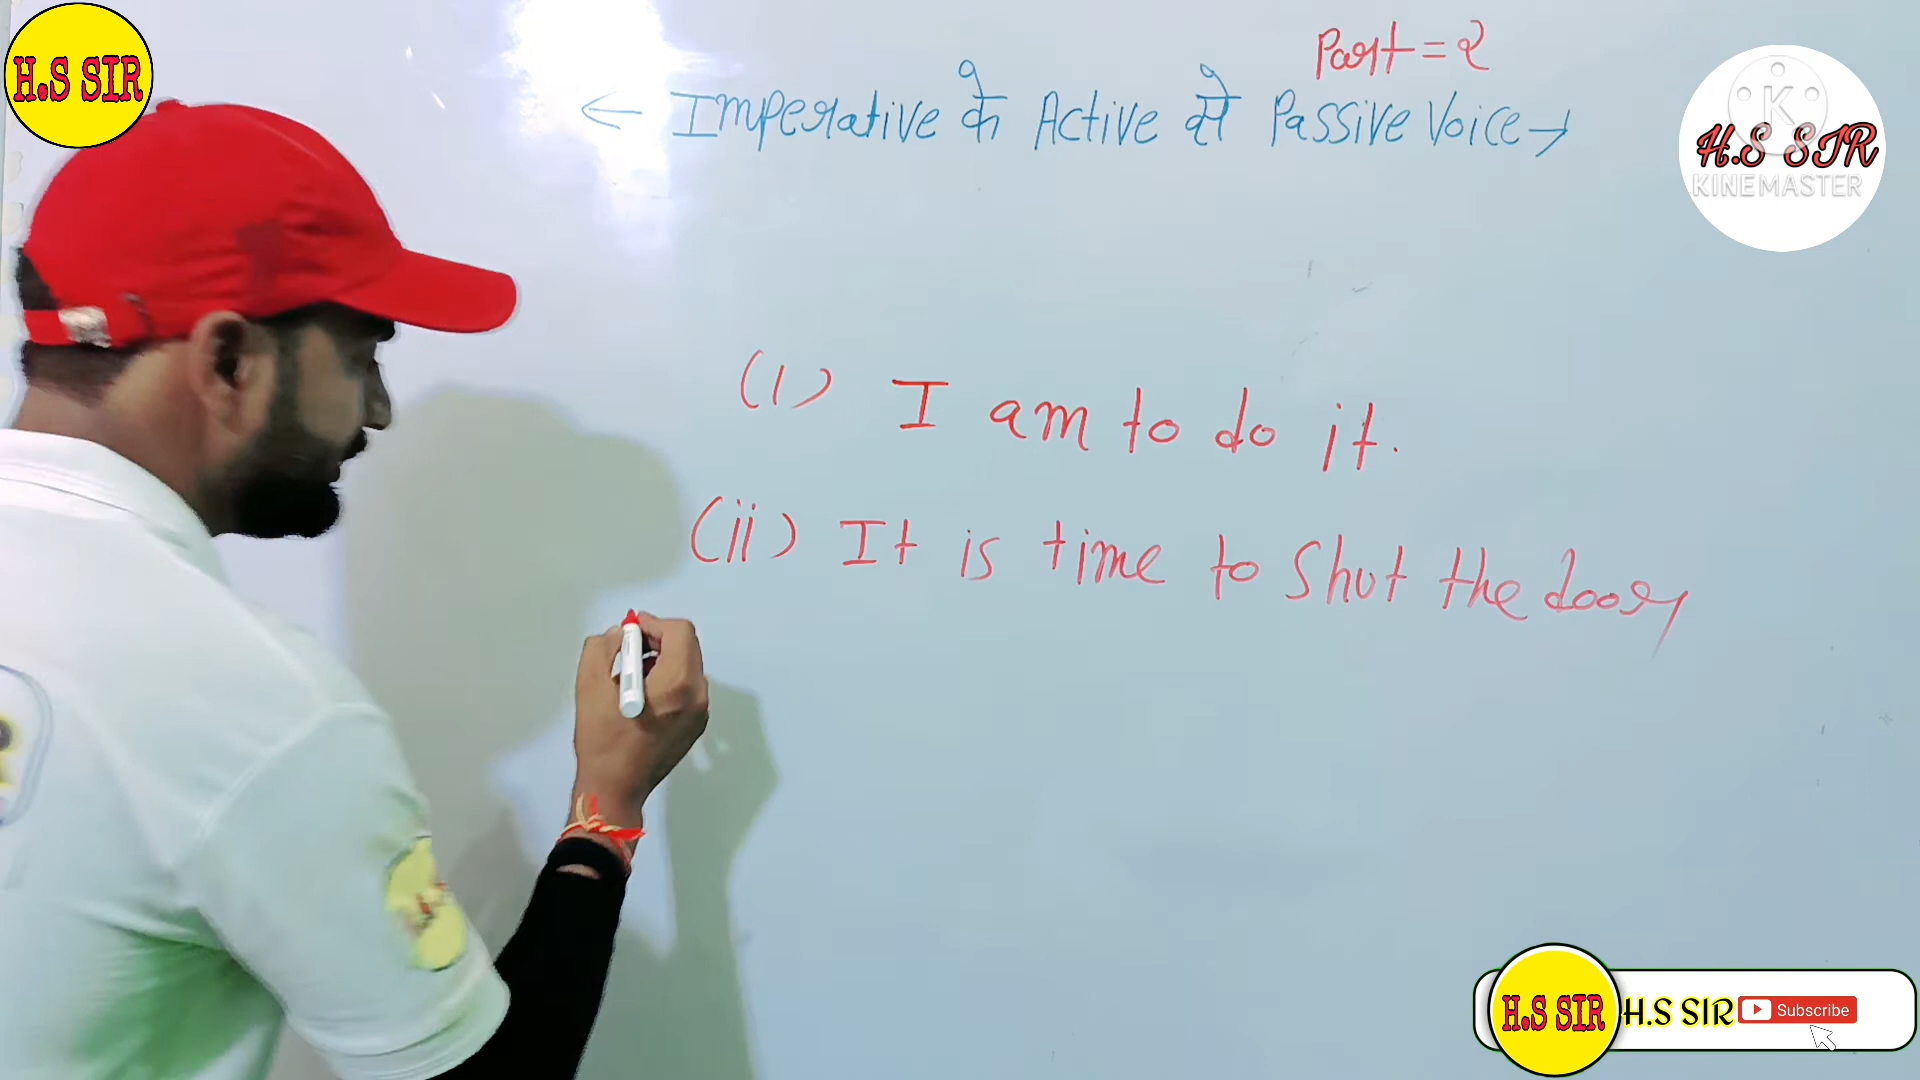 H.S SIR
Part = 2
← Imperative के Active से Passive Voice →
H.S SIR
KINEMASTER
(i) I am to do it.
(ii) It is time to Shut the door
H.S SIR H.S SIR Subscribe